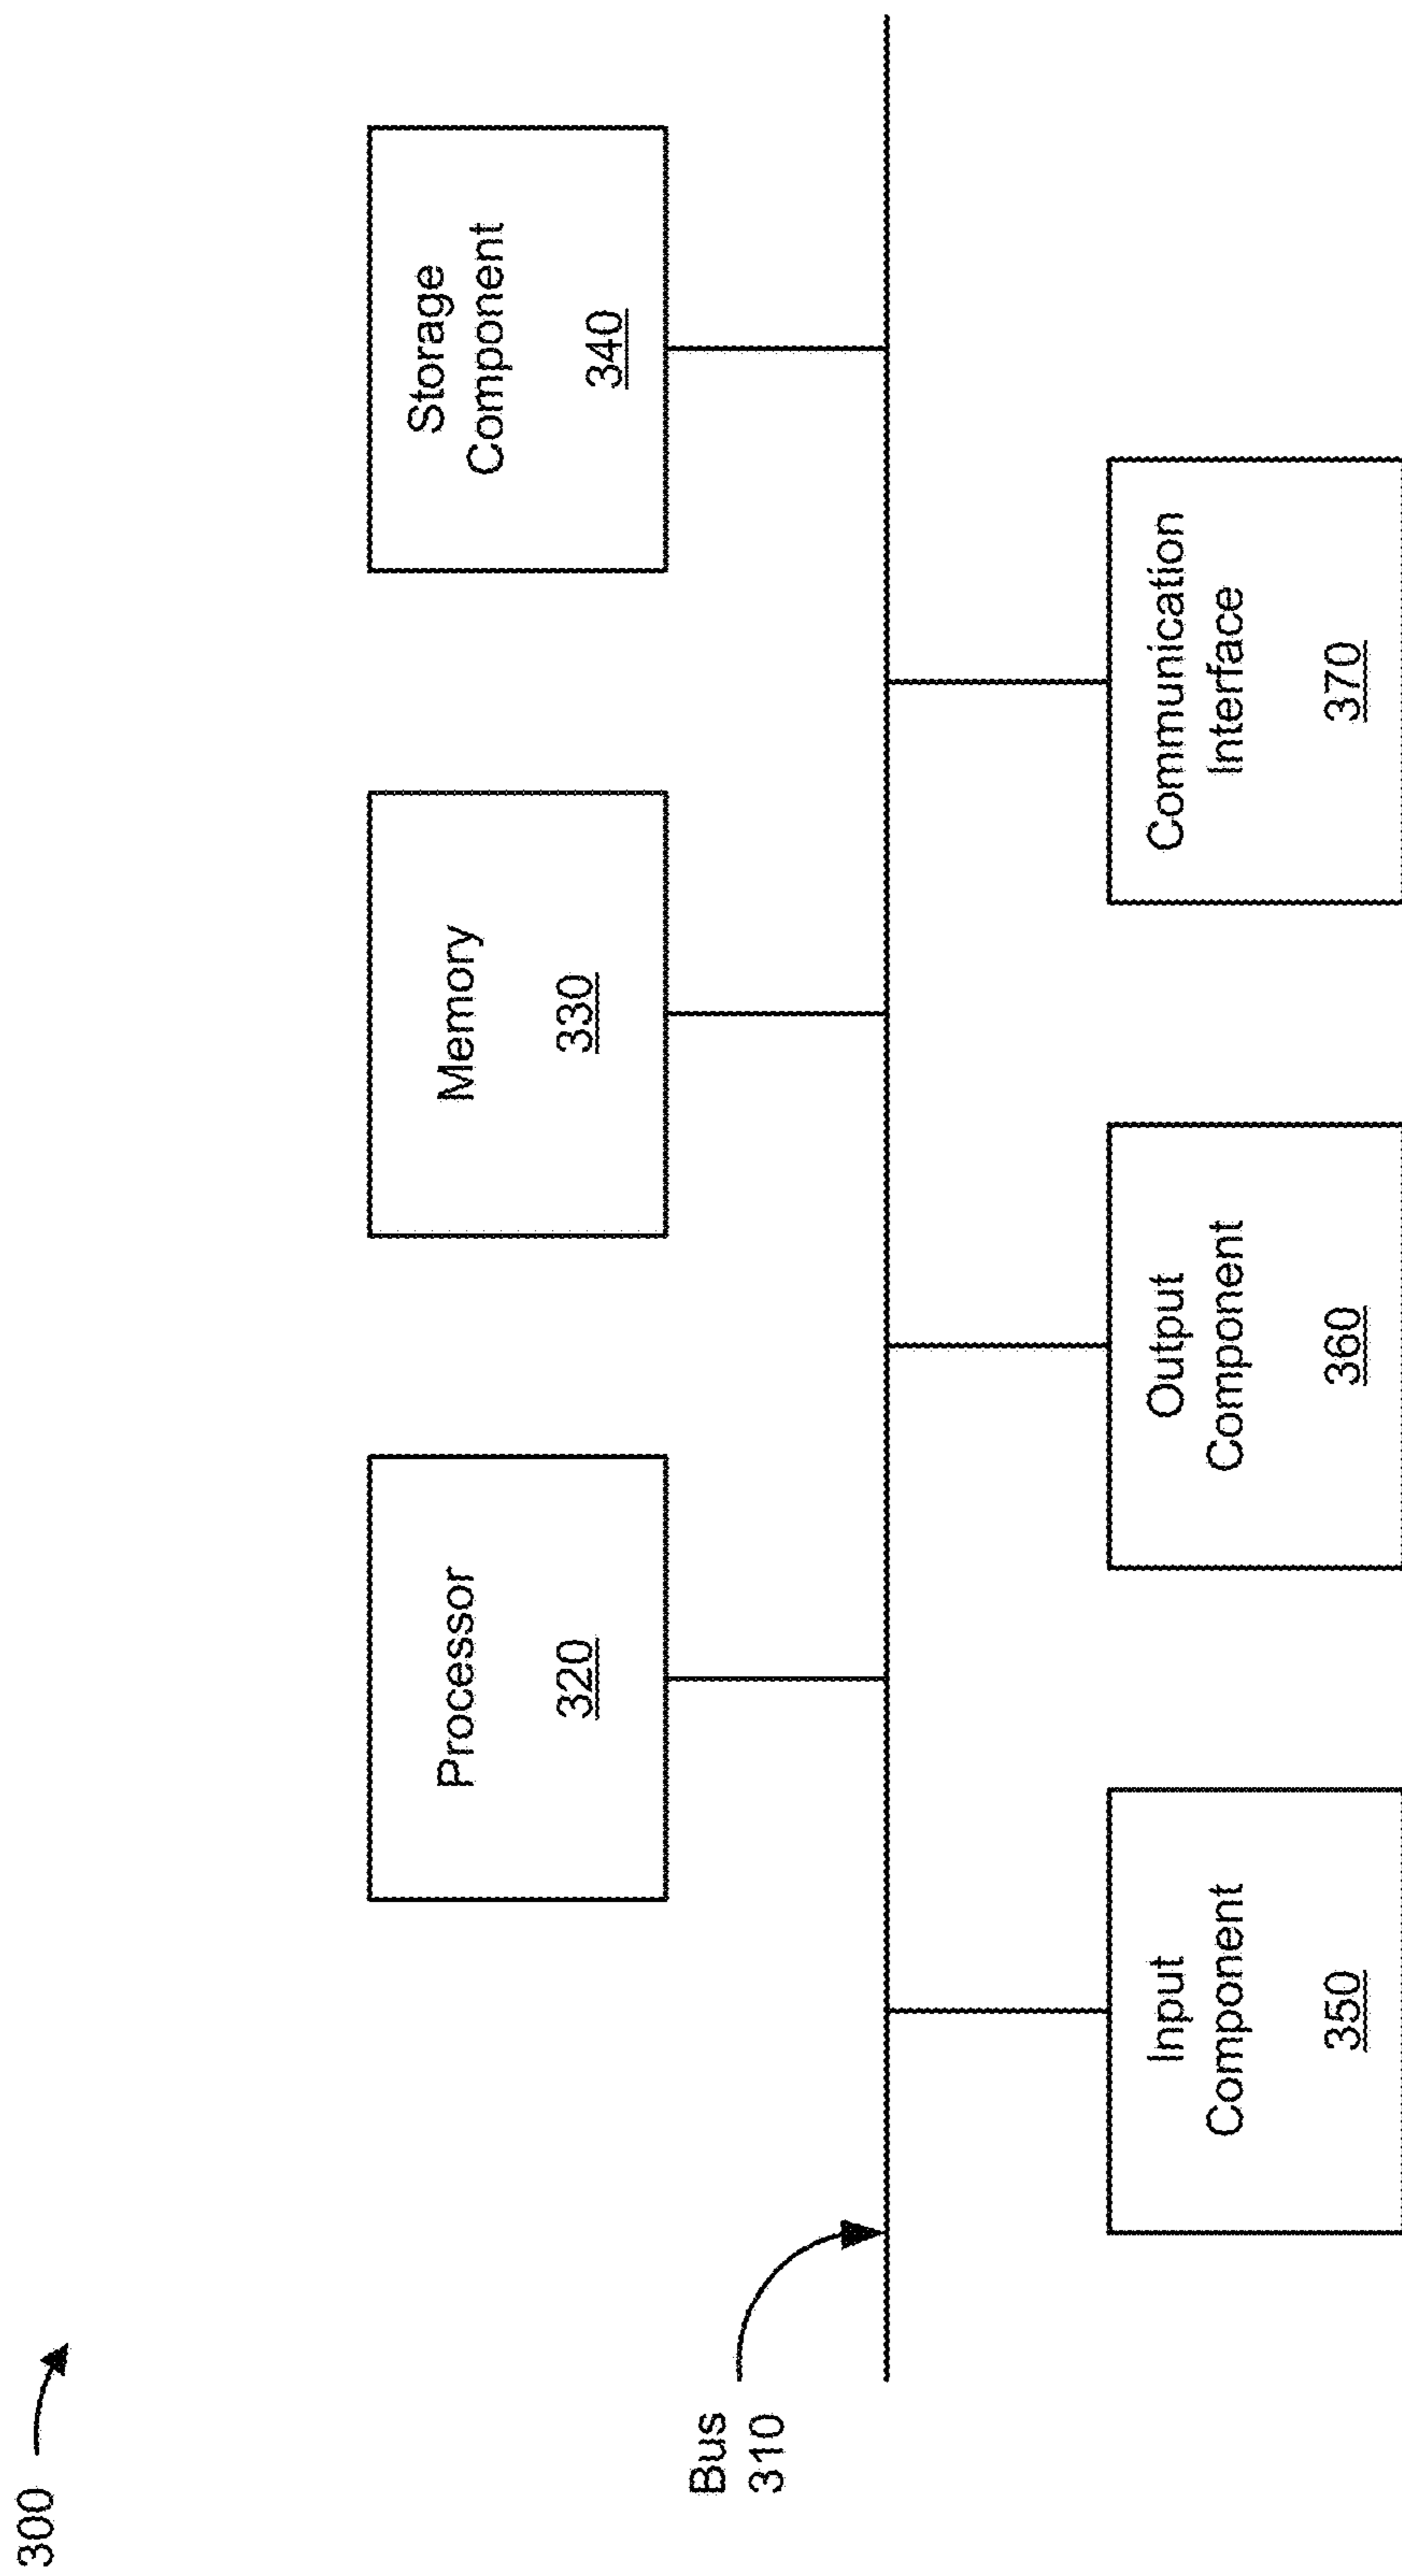 300
Processor
320
Memory
330
Storage
Component
340
Bus
310
Input
Component
350
Output
Component
360
Communication
Interface
370